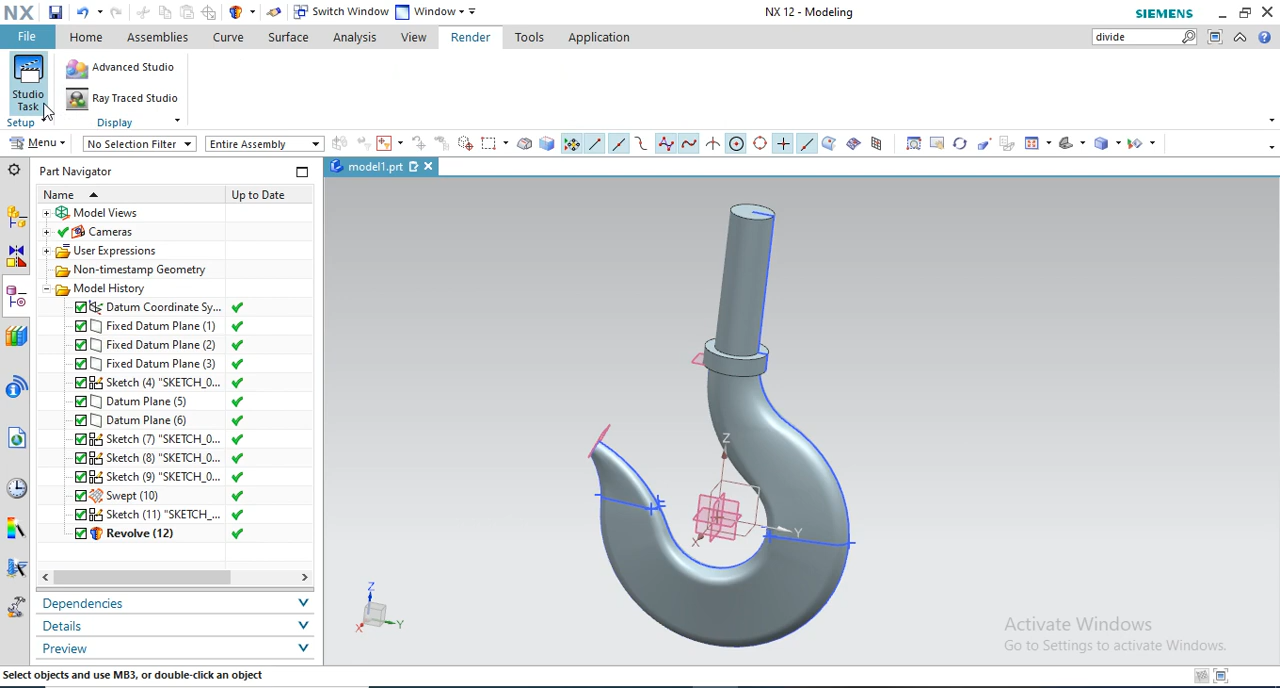 NX Switch Window Window NX 12 - Modeling SIEMENS
File Home Assemblies Curve Surface Analysis View Render Tools Application divide
Studio Task
Setup
Advanced Studio
Ray Traced Studio
Display
Menu No Selection Filter Entire Assembly
Part Navigator
model1.prt
Name Up to Date
Model Views
Cameras
User Expressions
Non-timestamp Geometry
Model History
Datum Coordinate Sy...
Fixed Datum Plane (1)
Fixed Datum Plane (2)
Fixed Datum Plane (3)
Sketch (4) "SKETCH_0...
Datum Plane (5)
Datum Plane (6)
Sketch (7) "SKETCH_0...
Sketch (8) "SKETCH_0...
Sketch (9) "SKETCH_0...
Swept (10)
Sketch (11) "SKETCH_...
Revolve (12)
Dependencies
Details
Preview
Z
Y
X
Z
Y
X
Activate Windows
Go to Settings to activate Windows.
Select objects and use MB3, or double-click an object